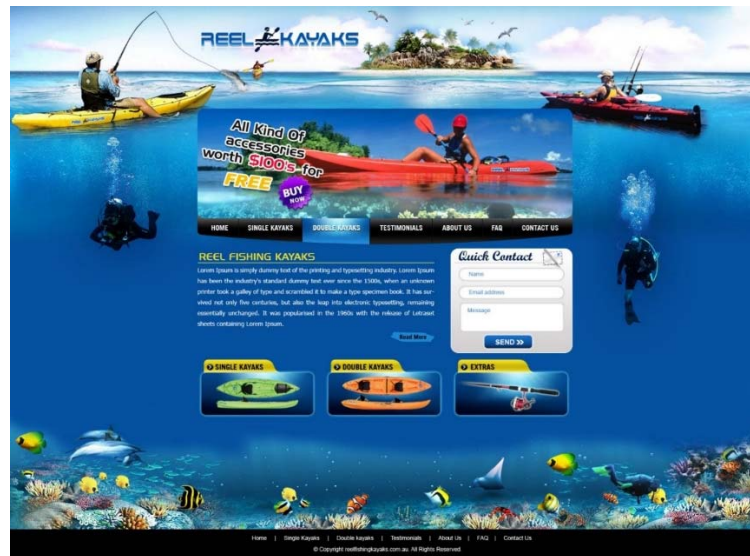 REEL KAYAKS
All Kind Of
accessories
worth $100's for
FREE
BUY
NOW
HOME SINGLE KAYAKS DOUBLE KAYAKS TESTIMONIALS ABOUT US FAQ CONTACT US
REEL FISHING KAYAKS
Lorem Ipsum is simply dummy text of the printing and typesetting industry. Lorem Ipsum
has been the industry's standard dummy text ever since the 1500s, when an unknown
printer took a galley of type and scrambled it to make a type specimen book. It has sur-
vived not only five centuries, but also the leap into electronic typesetting, remaining
essentially unchanged. It was popularised in the 1960s with the release of Letraset
sheets containing Lorem Ipsum.
Read More
Quick Contact
Name
Email address
Message
SEND
SINGLE KAYAKS
DOUBLE KAYAKS
EXTRAS
Home | Single Kayaks | Double kayaks | Testimonials | About Us | FAQ | Contact Us
© Copyright reelfishingkayaks.com.au. All Rights Reserved.